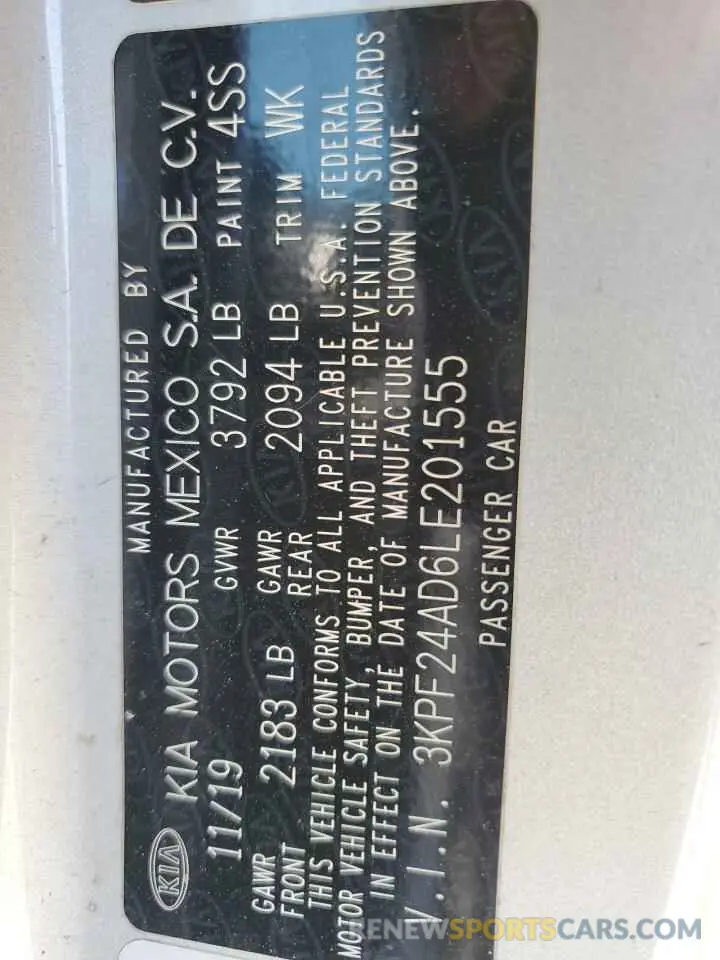 MANUFACTURED BY
KIA KIA MOTORS MEXICO S.A. DE C.V.
11/19 GVWR 3792 LB PAINT 4SS
GAWR FRONT 2183 LB GAWR REAR 2094 LB TRIM WK
THIS VEHICLE CONFORMS TO ALL APPLICABLE U.S.A. FEDERAL
MOTOR VEHICLE SAFETY, BUMPER, AND THEFT PREVENTION STANDARDS
IN EFFECT ON THE DATE OF MANUFACTURE SHOWN ABOVE.
V.I.N. 3KPF24AD6LE201555
PASSENGER CAR
RENEWSPORTSCARS.COM